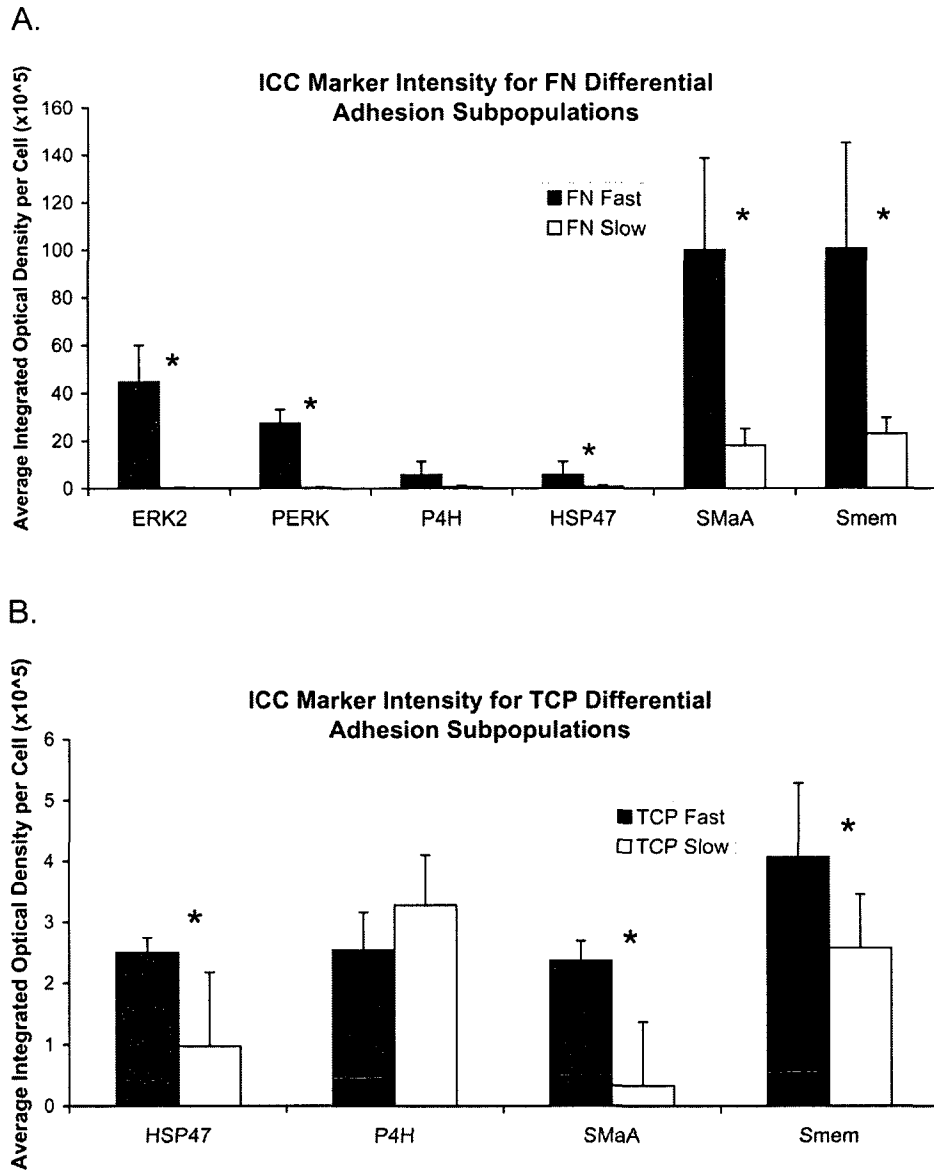 A.
ICC Marker Intensity for FN Differential
Adhesion Subpopulations
Average Integrated Optical Density per Cell (x10^5)
160
140
120
100
80
60
40
20
0
FN Fast
FN Slow
*
*
*
*
*
ERK2 PERK P4H HSP47 SMaA Smem
B.
ICC Marker Intensity for TCP Differential
Adhesion Subpopulations
Average Integrated Optical Density per Cell (x10^5)
6
5
4
3
2
1
0
TCP Fast
TCP Slow
*
*
*
HSP47 P4H SMaA Smem